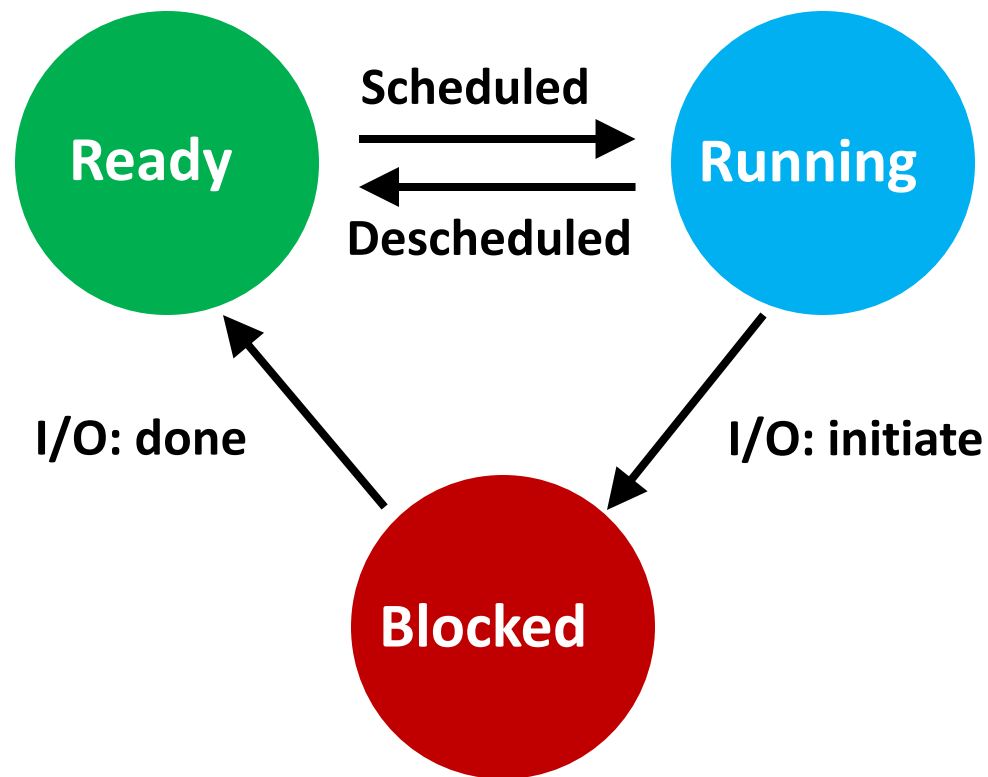 Scheduled
Ready
Running
Descheduled
I/O: done
I/O: initiate
Blocked